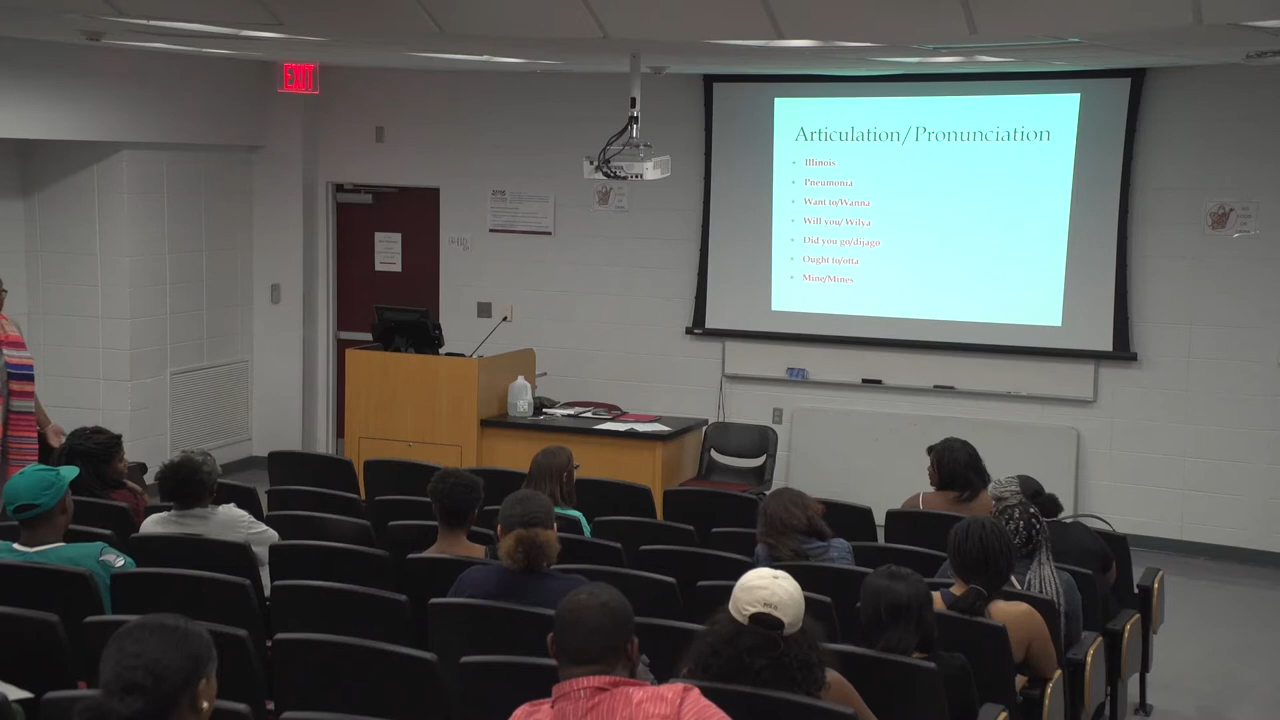 EXIT
Articulation/Pronunciation
Illinois
Pneumonia
Want to/Wanna
Will you/ Wilya
Did you go/dijago
Ought to/otta
Mine/Mines